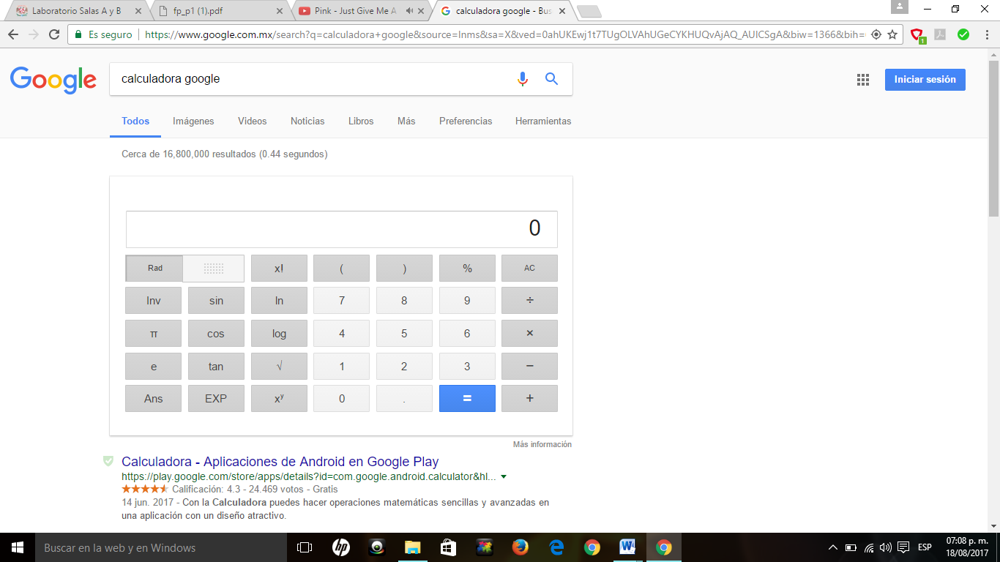 Laboratorio Salas A y B
fp_p1 (1).pdf
Pink - Just Give Me A
calculadora google - Bus
Es seguro
https://www.google.com.mx/search?q=calculadora+google&source=lnms&sa=X&ved=0ahUKEwj1t7TUgOLVAhUGeCYKHUQvAjAQ_AUICSgA&biw=1366&bih=
1
Google
calculadora google
Iniciar sesión
Todos Imágenes Videos Noticias Libros Más Preferencias Herramientas
Cerca de 16,800,000 resultados (0.44 segundos)
0
Rad x! ( ) % AC
Inv sin ln 7 8 9 ÷
π cos log 4 5 6 ×
e tan √ 1 2 3 −
Ans EXP xʸ 0 . = +
Más información
Calculadora - Aplicaciones de Android en Google Play
https://play.google.com/store/apps/details?id=com.google.android.calculator&hl...
Calificación: 4.3 - 24.469 votos - Gratis
14 jun. 2017 - Con la Calculadora puedes hacer operaciones matemáticas sencillas y avanzadas en
una aplicación con un diseño atractivo.
Buscar en la web y en Windows
hp
W
ESP
07:08 p. m.
18/08/2017